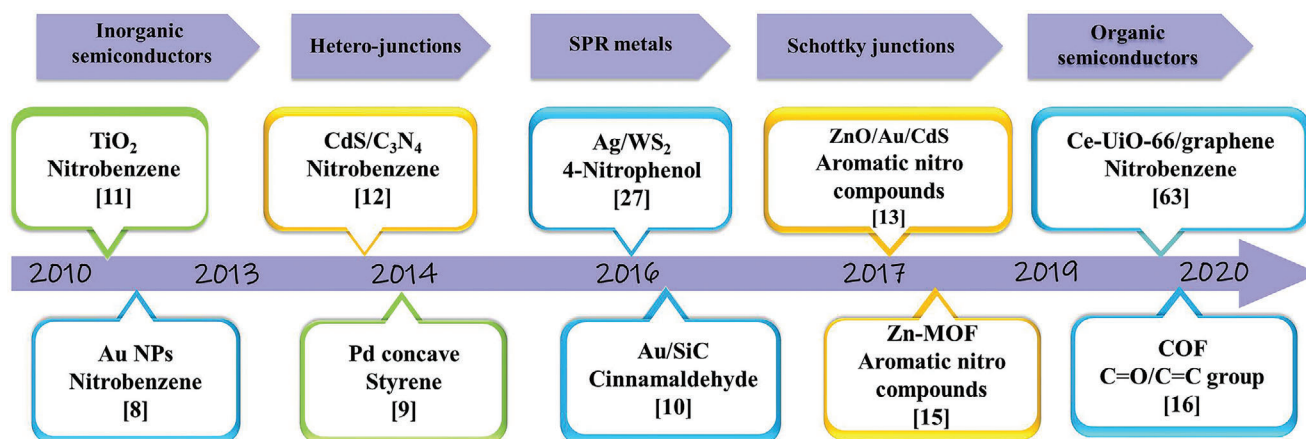 Inorganic
semiconductors
Hetero-junctions
SPR metals
Schottky junctions
Organic
semiconductors
TiO₂
Nitrobenzene
[11]
CdS/C₃N₄
Nitrobenzene
[12]
Ag/WS₂
4-Nitrophenol
[27]
ZnO/Au/CdS
Aromatic nitro
compounds
[13]
Ce-UiO-66/graphene
Nitrobenzene
[63]
2010 2013 2014 2016 2017 2019 2020
Au NPs
Nitrobenzene
[8]
Pd concave
Styrene
[9]
Au/SiC
Cinnamaldehyde
[10]
Zn-MOF
Aromatic nitro
compounds
[15]
COF
C=O/C=C group
[16]